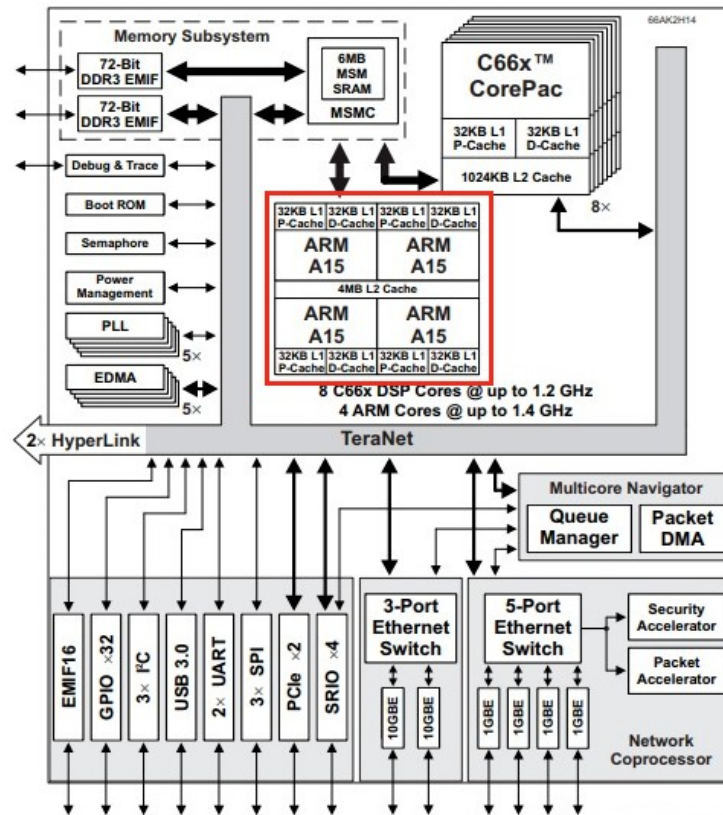 66AK2H14
Memory Subsystem
72-Bit
DDR3 EMIF
72-Bit
DDR3 EMIF
6MB
MSM
SRAM
MSMC
C66x™
CorePac
32KB L1
P-Cache
32KB L1
D-Cache
1024KB L2 Cache
8×
Debug & Trace
Boot ROM
Semaphore
Power
Management
PLL
5×
EDMA
5×
32KB L1
P-Cache
32KB L1
D-Cache
32KB L1
P-Cache
32KB L1
D-Cache
ARM
A15
ARM
A15
4MB L2 Cache
ARM
A15
ARM
A15
32KB L1
P-Cache
32KB L1
D-Cache
32KB L1
P-Cache
32KB L1
D-Cache
8 C66x DSP Cores @ up to 1.2 GHz
4 ARM Cores @ up to 1.4 GHz
2× HyperLink
TeraNet
Multicore Navigator
Queue
Manager
Packet
DMA
EMIF16
GPIO ×32
3× I²C
USB 3.0
2× UART
3× SPI
PCIe ×2
SRIO ×4
3-Port
Ethernet
Switch
10GBE
10GBE
5-Port
Ethernet
Switch
1GBE
1GBE
1GBE
1GBE
Security
Accelerator
Packet
Accelerator
Network
Coprocessor